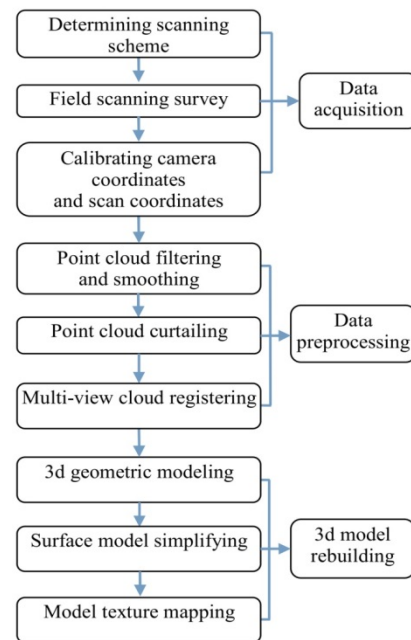 Determining scanning
scheme
Field scanning survey
Calibrating camera
coordinates
and scan coordinates
Data
acquisition
Point cloud filtering
and smoothing
Point cloud curtailing
Multi-view cloud registering
Data
preprocessing
3d geometric modeling
Surface model simplifying
Model texture mapping
3d model
rebuilding